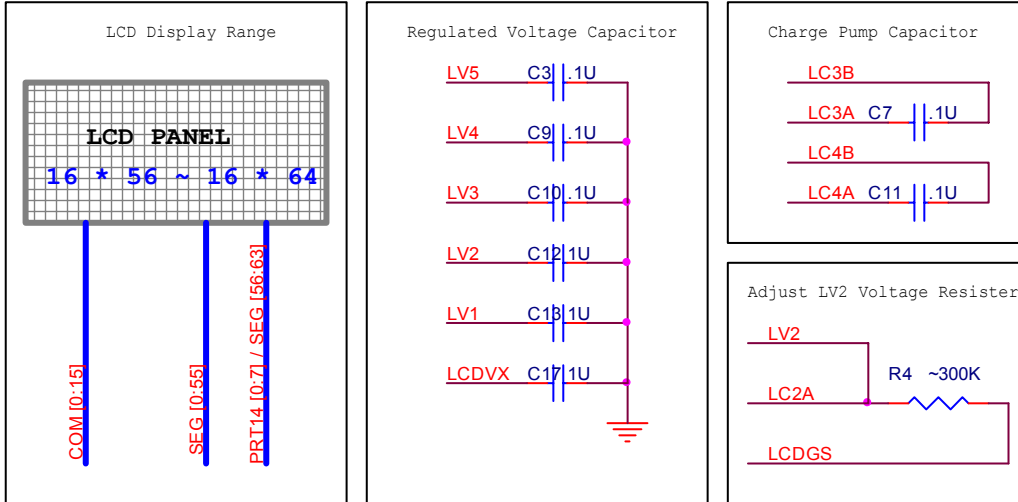 LCD Display Range
LCD PANEL
16 * 56 ~ 16 * 64
COM [0:15]
SEG [0:55]
PRT14 [0:7] / SEG [56:63]
Regulated Voltage Capacitor
LV5 C3 .1U
LV4 C9 .1U
LV3 C10 .1U
LV2 C12 .1U
LV1 C13 .1U
LCDVX C17 1U
Charge Pump Capacitor
LC3B
LC3A C7 .1U
LC4B
LC4A C11 .1U
Adjust LV2 Voltage Resister
LV2
R4 ~300K
LC2A
LCDGS